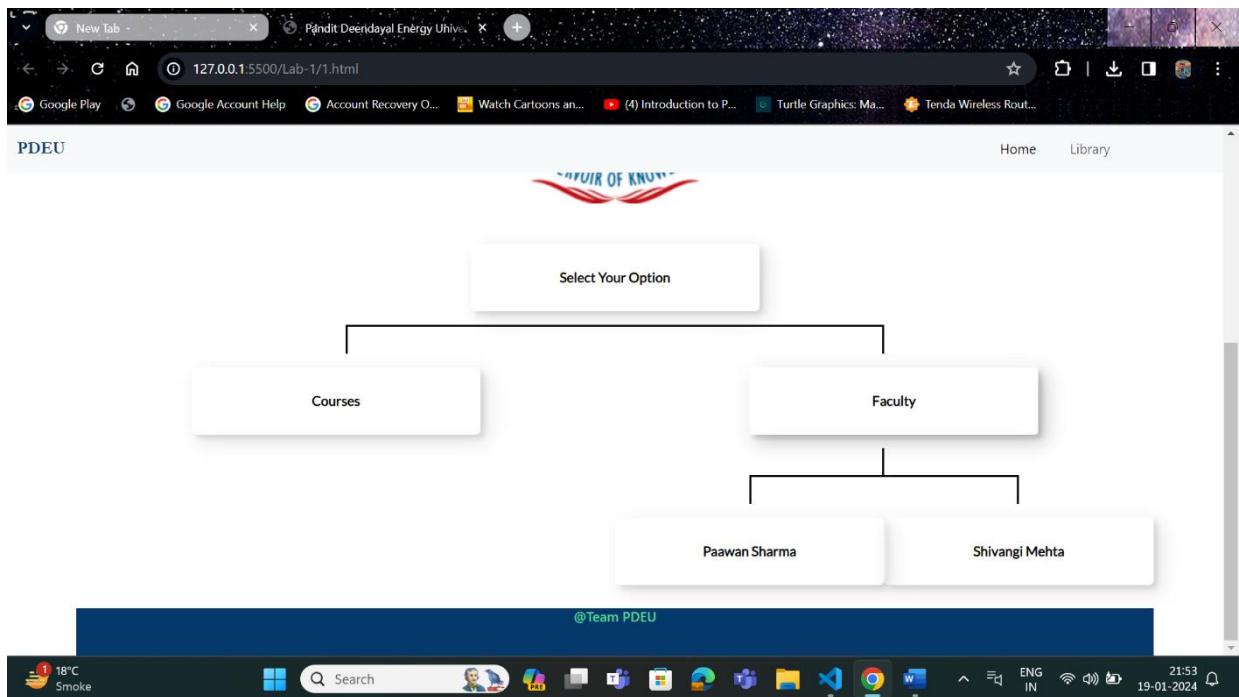 New Tab -
Pandit Deendayal Energy Unive
127.0.0.1:5500/Lab-1/1.html
Google Play
Google Account Help
Account Recovery O...
Watch Cartoons an...
(4) Introduction to P...
Turtle Graphics: Ma...
Tenda Wireless Rout...
PDEU
Home
Library
OF
Select Your Option
Courses
Faculty
Paawan Sharma
Shivangi Mehta
@Team PDEU
1
18°C
Smoke
Search
PRE
ENG
IN
21:53
19-01-2024